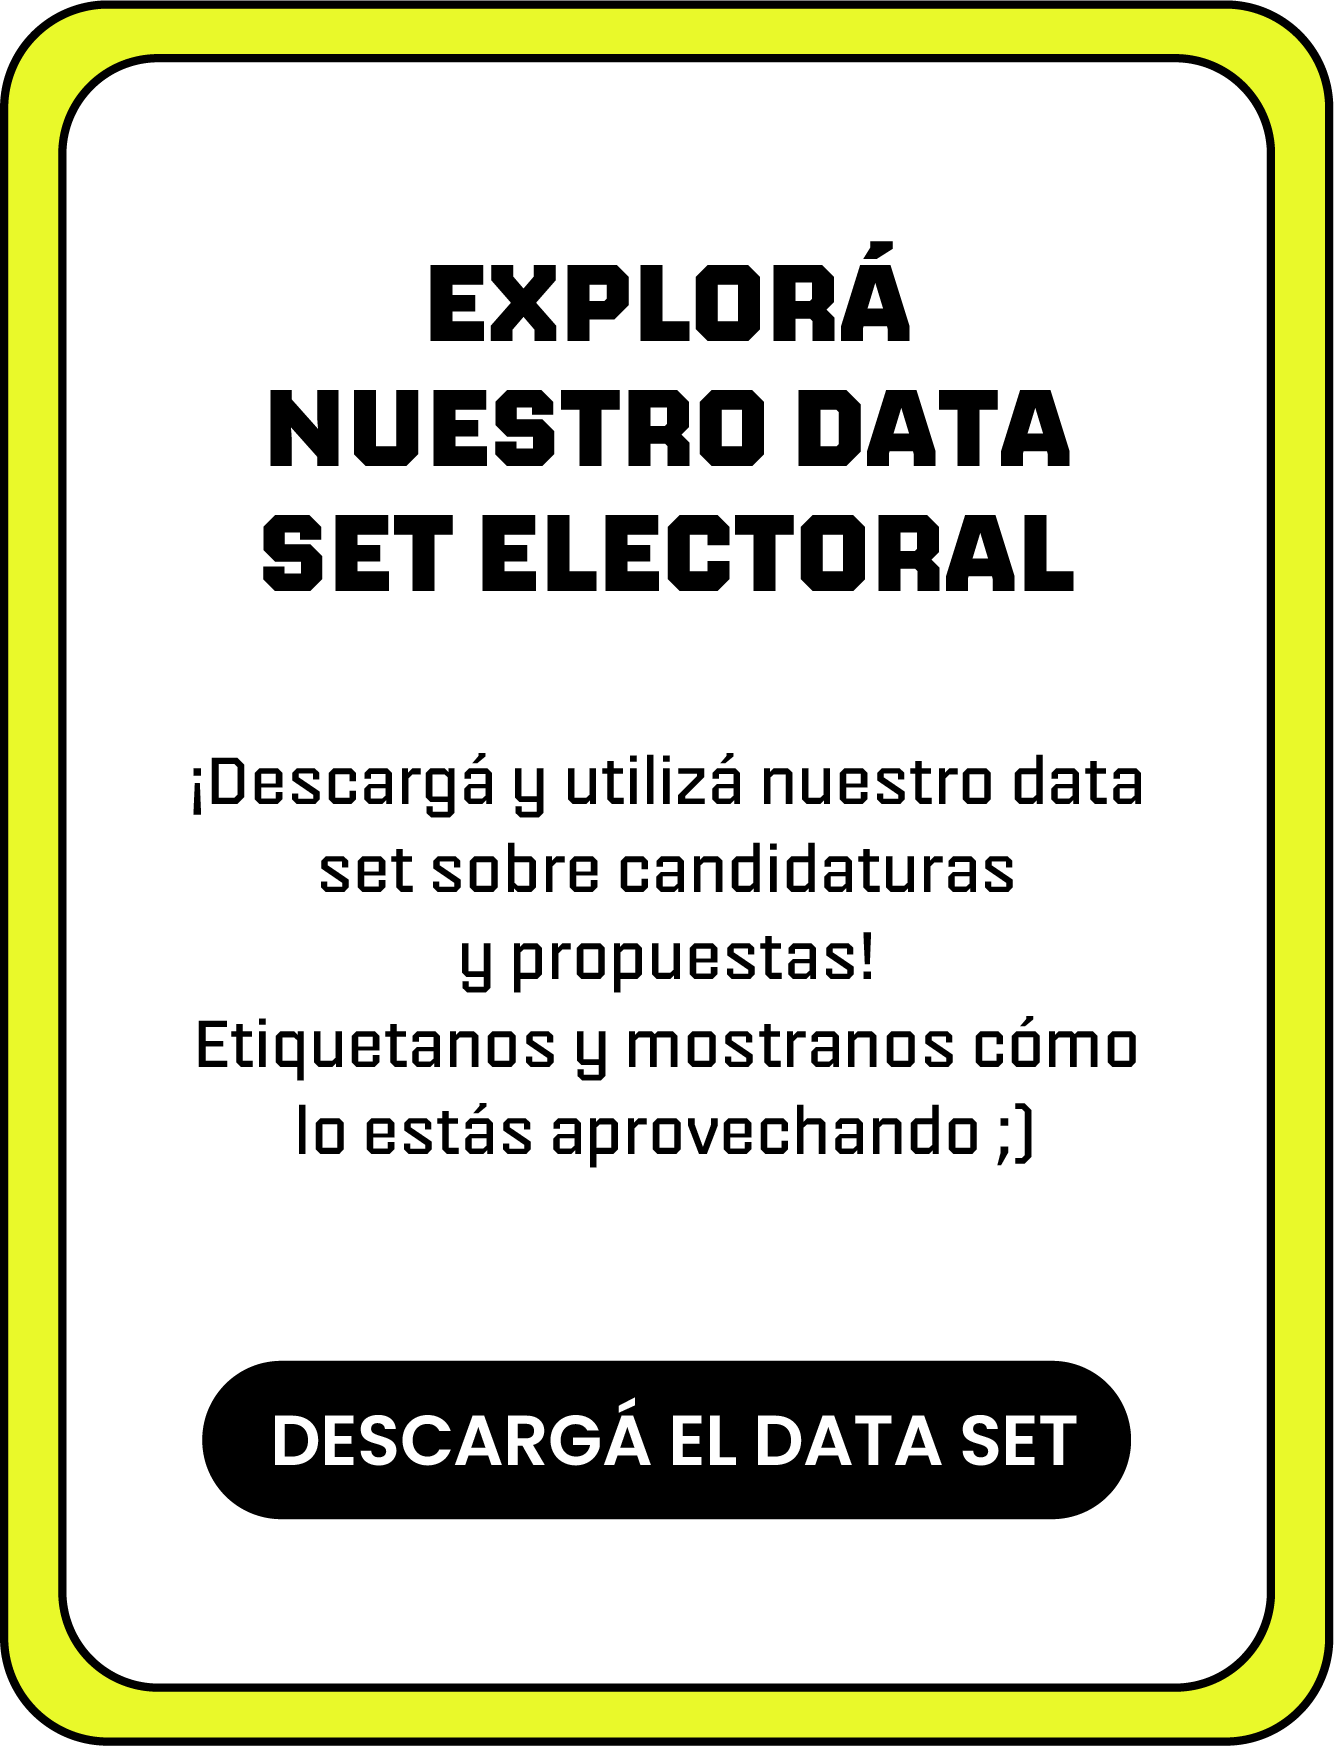 EXPLORÁ
NUESTRO DATA
SET ELECTORAL
¡Descargá y utilizá nuestro data
set sobre candidaturas
y propuestas!
Etiquetanos y mostranos cómo
lo estás aprovechando ;)
DESCARGÁ EL DATA SET